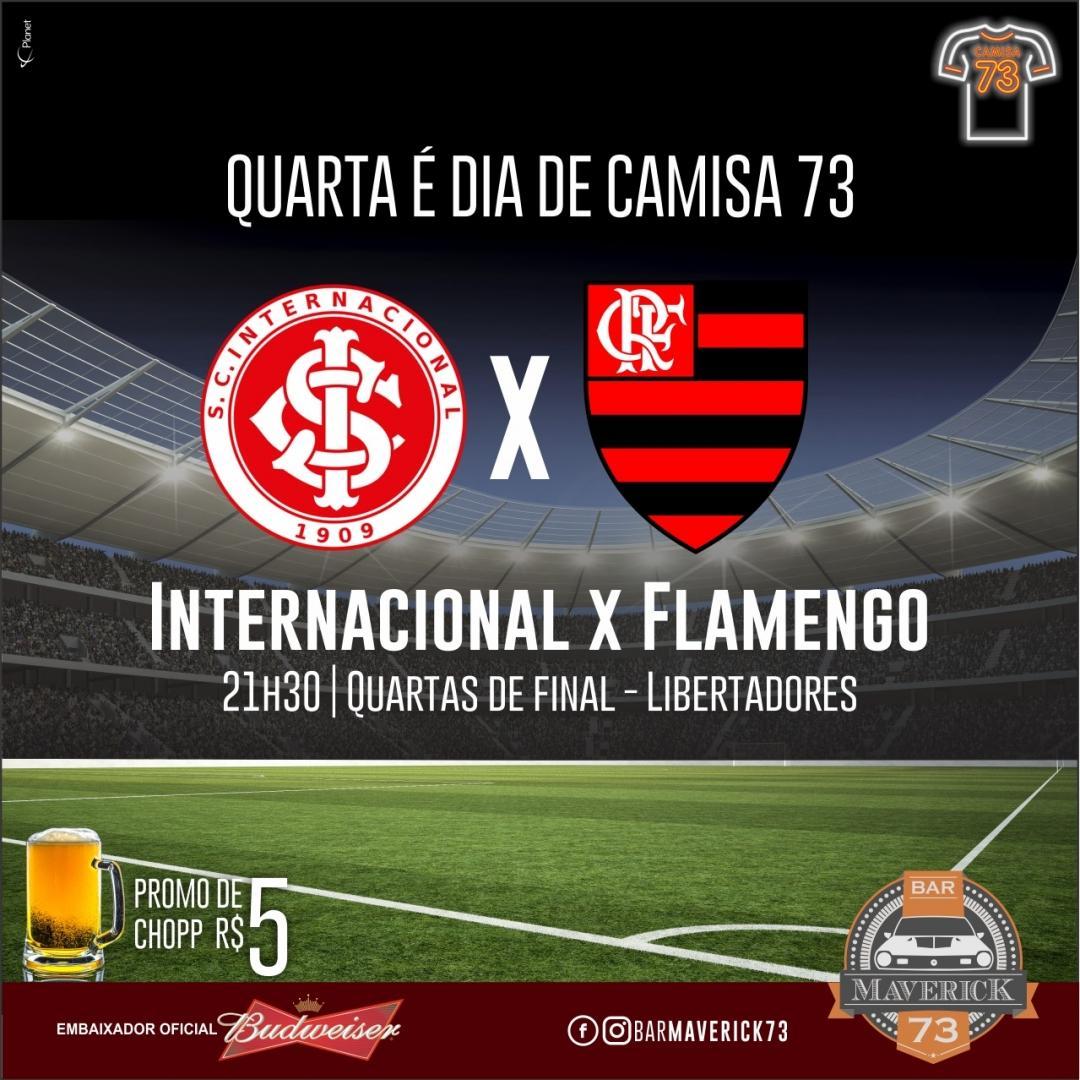 Planet
CAMISA
73
QUARTA É DIA DE CAMISA 73
S.C.INTERNACIONAL
1909
CRF
X
INTERNACIONAL X FLAMENGO
21H30 | QUARTAS DE FINAL - LIBERTADORES
PROMO DE
CHOPP R$ 5
BAR
MAVERICK
73
EMBAIXADOR OFICIAL Budweiser
BARMAVERICK73